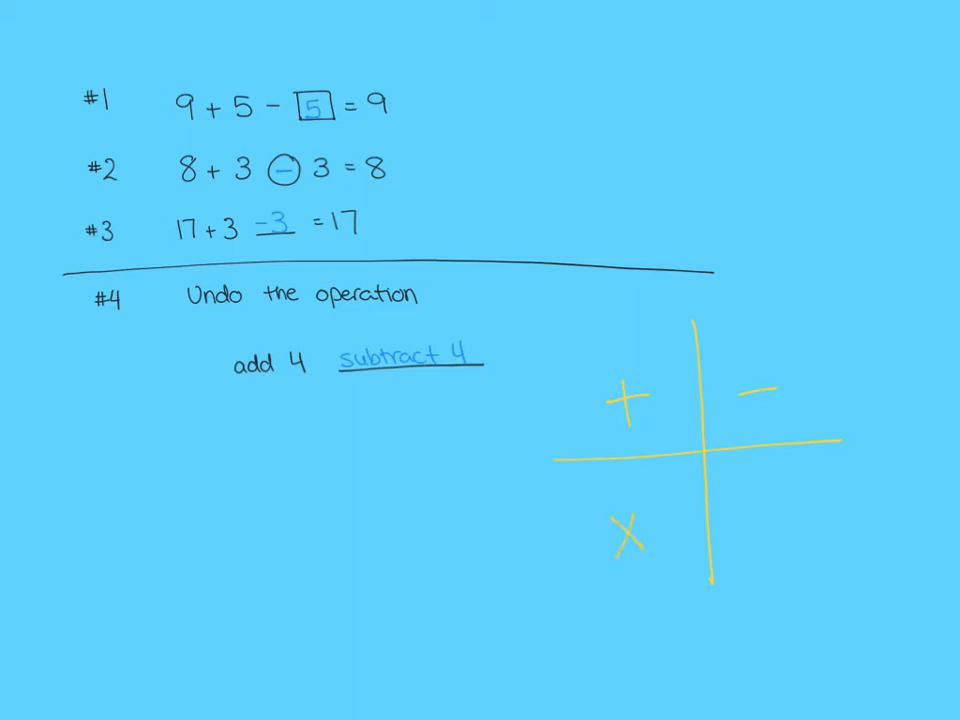 #1 9 + 5 - 5 = 9
#2 8 + 3 - 3 = 8
#3 17 + 3 -3 = 17
#4 Undo the operation
add 4 subtract 4
+ -
x